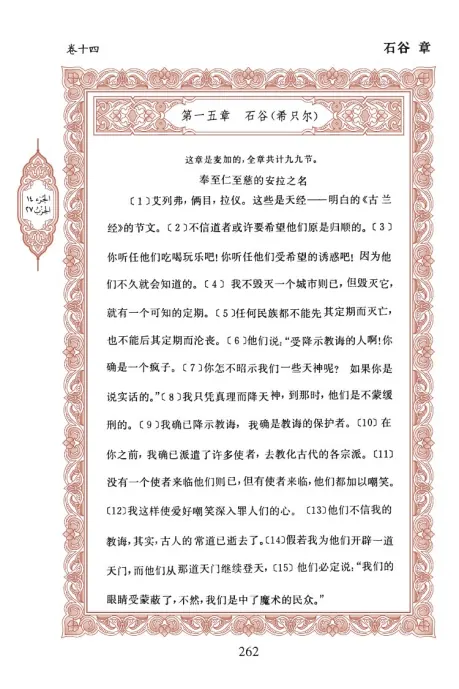 卷十四
石谷 章
第一五章 石谷(希只尔)
这章是麦加的,全章共计九九节。
奉至仁至慈的安拉之名
〔1〕艾列弗,俩目,拉仪。这些是天经——明白的《古兰
经》的节文。〔2〕不信道者或许要希望他们原是归顺的。〔3〕
你听任他们吃喝玩乐吧!你听任他们受希望的诱惑吧!因为他
们不久就会知道的。〔4〕我不毁灭一个城市则已,但毁灭它,
就有一个可知的定期。〔5〕任何民族都不能先其定期而灭亡,
也不能后其定期而沦丧。〔6〕他们说:“受降示教诲的人啊!你
确是一个疯子。〔7〕你怎不昭示我们一些天神呢?如果你是
说实话的。”〔8〕我只凭真理而降天神,到那时,他们是不蒙缓
刑的。〔9〕我确已降示教诲,我确是教诲的保护者。〔10〕在
你之前,我确已派遣了许多使者,去教化古代的各宗派。〔11〕
没有一个使者来临他们则已,但有使者来临,他们都加以嘲笑。
〔12〕我这样使爱好嘲笑深入罪人们的心。〔13〕他们不信我的
教诲,其实,古人的常道已逝去了。〔14〕假若我为他们开辟一道
天门,而他们从那道天门继续登天,〔15〕他们必定说:“我们的
眼睛受蒙蔽了,不然,我们是中了魔术的民众。”
الجزء ١٤
الحزب ٢٧
262